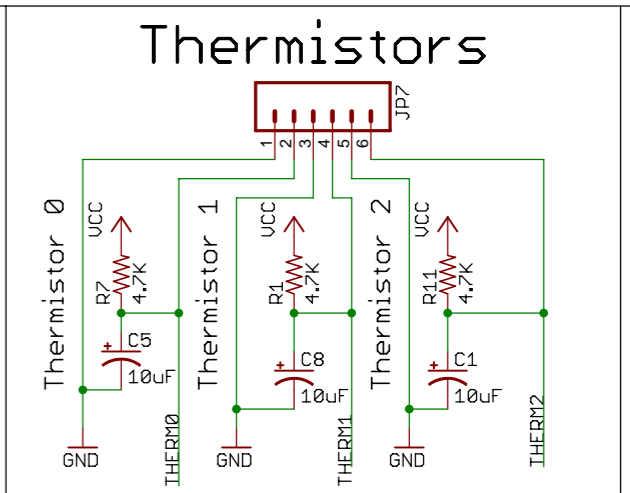 Thermistors
JP7
1
2
3
4
5
6
Thermistor 0
VCC
R7
4.7K
C5
10uF
GND
THERM0
Thermistor 1
VCC
R1
4.7K
C8
10uF
GND
THERM1
Thermistor 2
VCC
R11
4.7K
C1
10uF
GND
THERM2